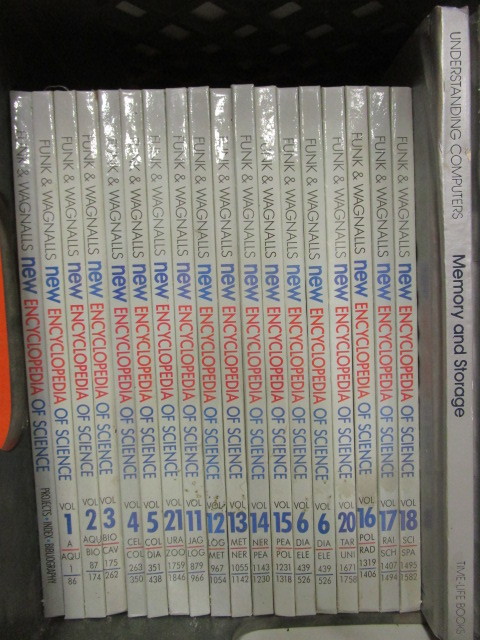 FUNK & WAGNALLS new ENCYCLOPEDIA OF SCIENCE PROJECTS · INDEX · BIBLIOGRAPHY
FUNK & WAGNALLS new ENCYCLOPEDIA OF SCIENCE VOL 1 A AQU 1 86
FUNK & WAGNALLS new ENCYCLOPEDIA OF SCIENCE VOL 2 AQU BIO 87 174
FUNK & WAGNALLS new ENCYCLOPEDIA OF SCIENCE VOL 3 BIO CAV 175 262
FUNK & WAGNALLS new ENCYCLOPEDIA OF SCIENCE VOL 4 CEL COL 263 350
FUNK & WAGNALLS new ENCYCLOPEDIA OF SCIENCE VOL 5 COL DIA 351 438
FUNK & WAGNALLS new ENCYCLOPEDIA OF SCIENCE VOL 21 URA ZOO 1759 1846
FUNK & WAGNALLS new ENCYCLOPEDIA OF SCIENCE VOL 11 JAG LOG 879 966
FUNK & WAGNALLS new ENCYCLOPEDIA OF SCIENCE VOL 12 LOG MET 967 1054
FUNK & WAGNALLS new ENCYCLOPEDIA OF SCIENCE VOL 13 MET NER 1055 1142
FUNK & WAGNALLS new ENCYCLOPEDIA OF SCIENCE VOL 14 NER PEA 1143 1230
FUNK & WAGNALLS new ENCYCLOPEDIA OF SCIENCE VOL 15 PEA POL 1231 1318
FUNK & WAGNALLS new ENCYCLOPEDIA OF SCIENCE VOL 6 DIA ELE 439 526
FUNK & WAGNALLS new ENCYCLOPEDIA OF SCIENCE VOL 6 DIA ELE 439 526
FUNK & WAGNALLS new ENCYCLOPEDIA OF SCIENCE VOL 20 TAR UNI 1671 1758
FUNK & WAGNALLS new ENCYCLOPEDIA OF SCIENCE VOL 16 POL RAD 1319 1406
FUNK & WAGNALLS new ENCYCLOPEDIA OF SCIENCE VOL 17 RAI SCH 1407 1494
FUNK & WAGNALLS new ENCYCLOPEDIA OF SCIENCE VOL 18 SCI SPA 1495 1582
UNDERSTANDING COMPUTERS Memory and Storage TIME-LIFE BOOKS